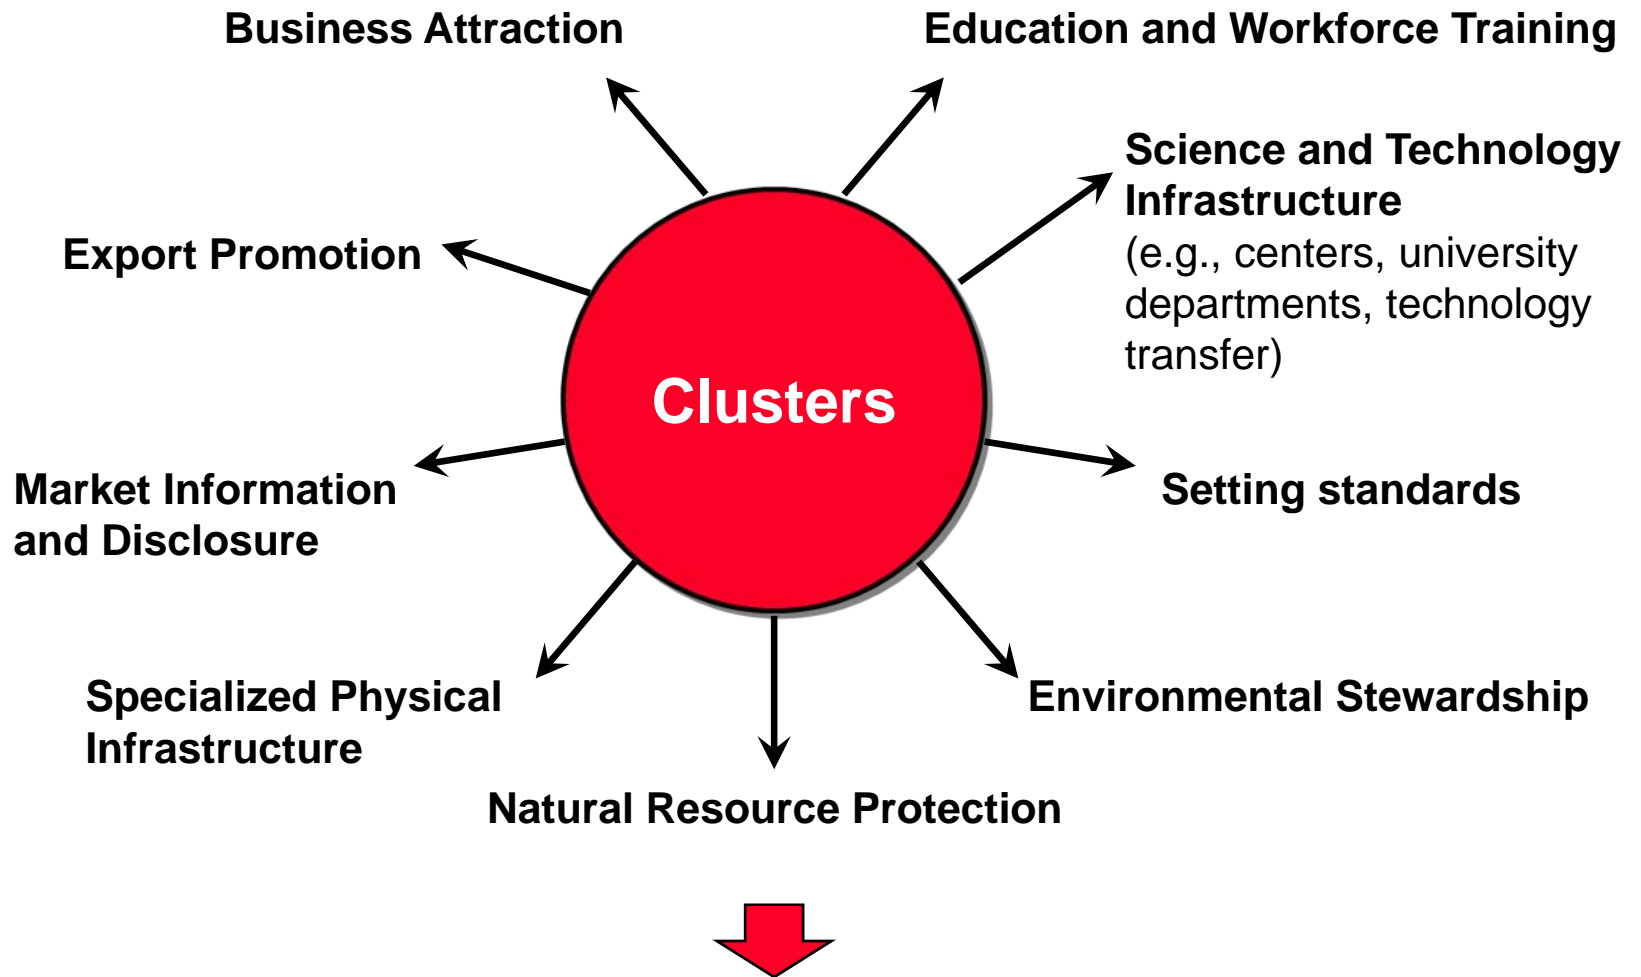 Business Attraction
Education and Workforce Training
Science and Technology
Infrastructure
(e.g., centers, university
departments, technology
transfer)
Export Promotion
Clusters
Market Information
and Disclosure
Setting standards
Specialized Physical
Infrastructure
Environmental Stewardship
Natural Resource Protection